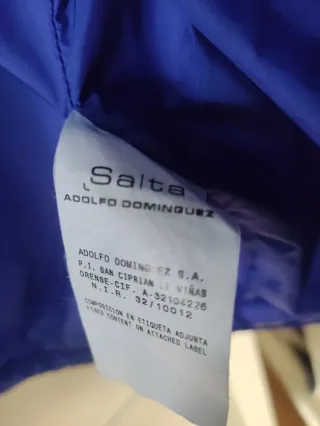 Salta
L
ADOLFO DOMINGUEZ
ADOLFO DOMINGUEZ S.A.
P.I. SAN CIPRIAN DE VIÑAS
ORENSE-CIF. A-32104226
N.I.R. 32/10012
COMPOSICION EN ETIQUETA ADJUNTA
FIBER CONTENT ON ATTACHED LABEL